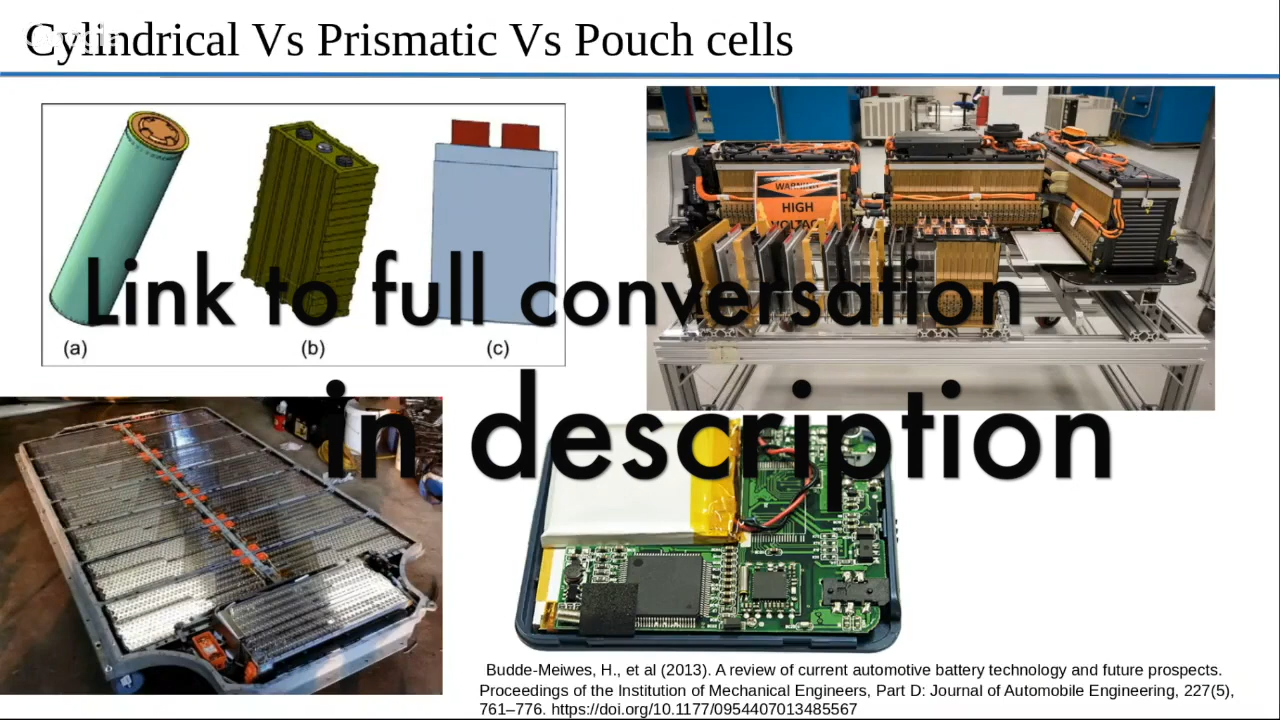 Cylindrical Vs Prismatic Vs Pouch cells
WARNING
HIGH
VOLTAGE
(a) (b) (c)
Link to full conversation
in description
Budde-Meiwes, H., et al (2013). A review of current automotive battery technology and future prospects.
Proceedings of the Institution of Mechanical Engineers, Part D: Journal of Automobile Engineering, 227(5),
761–776. https://doi.org/10.1177/0954407013485567